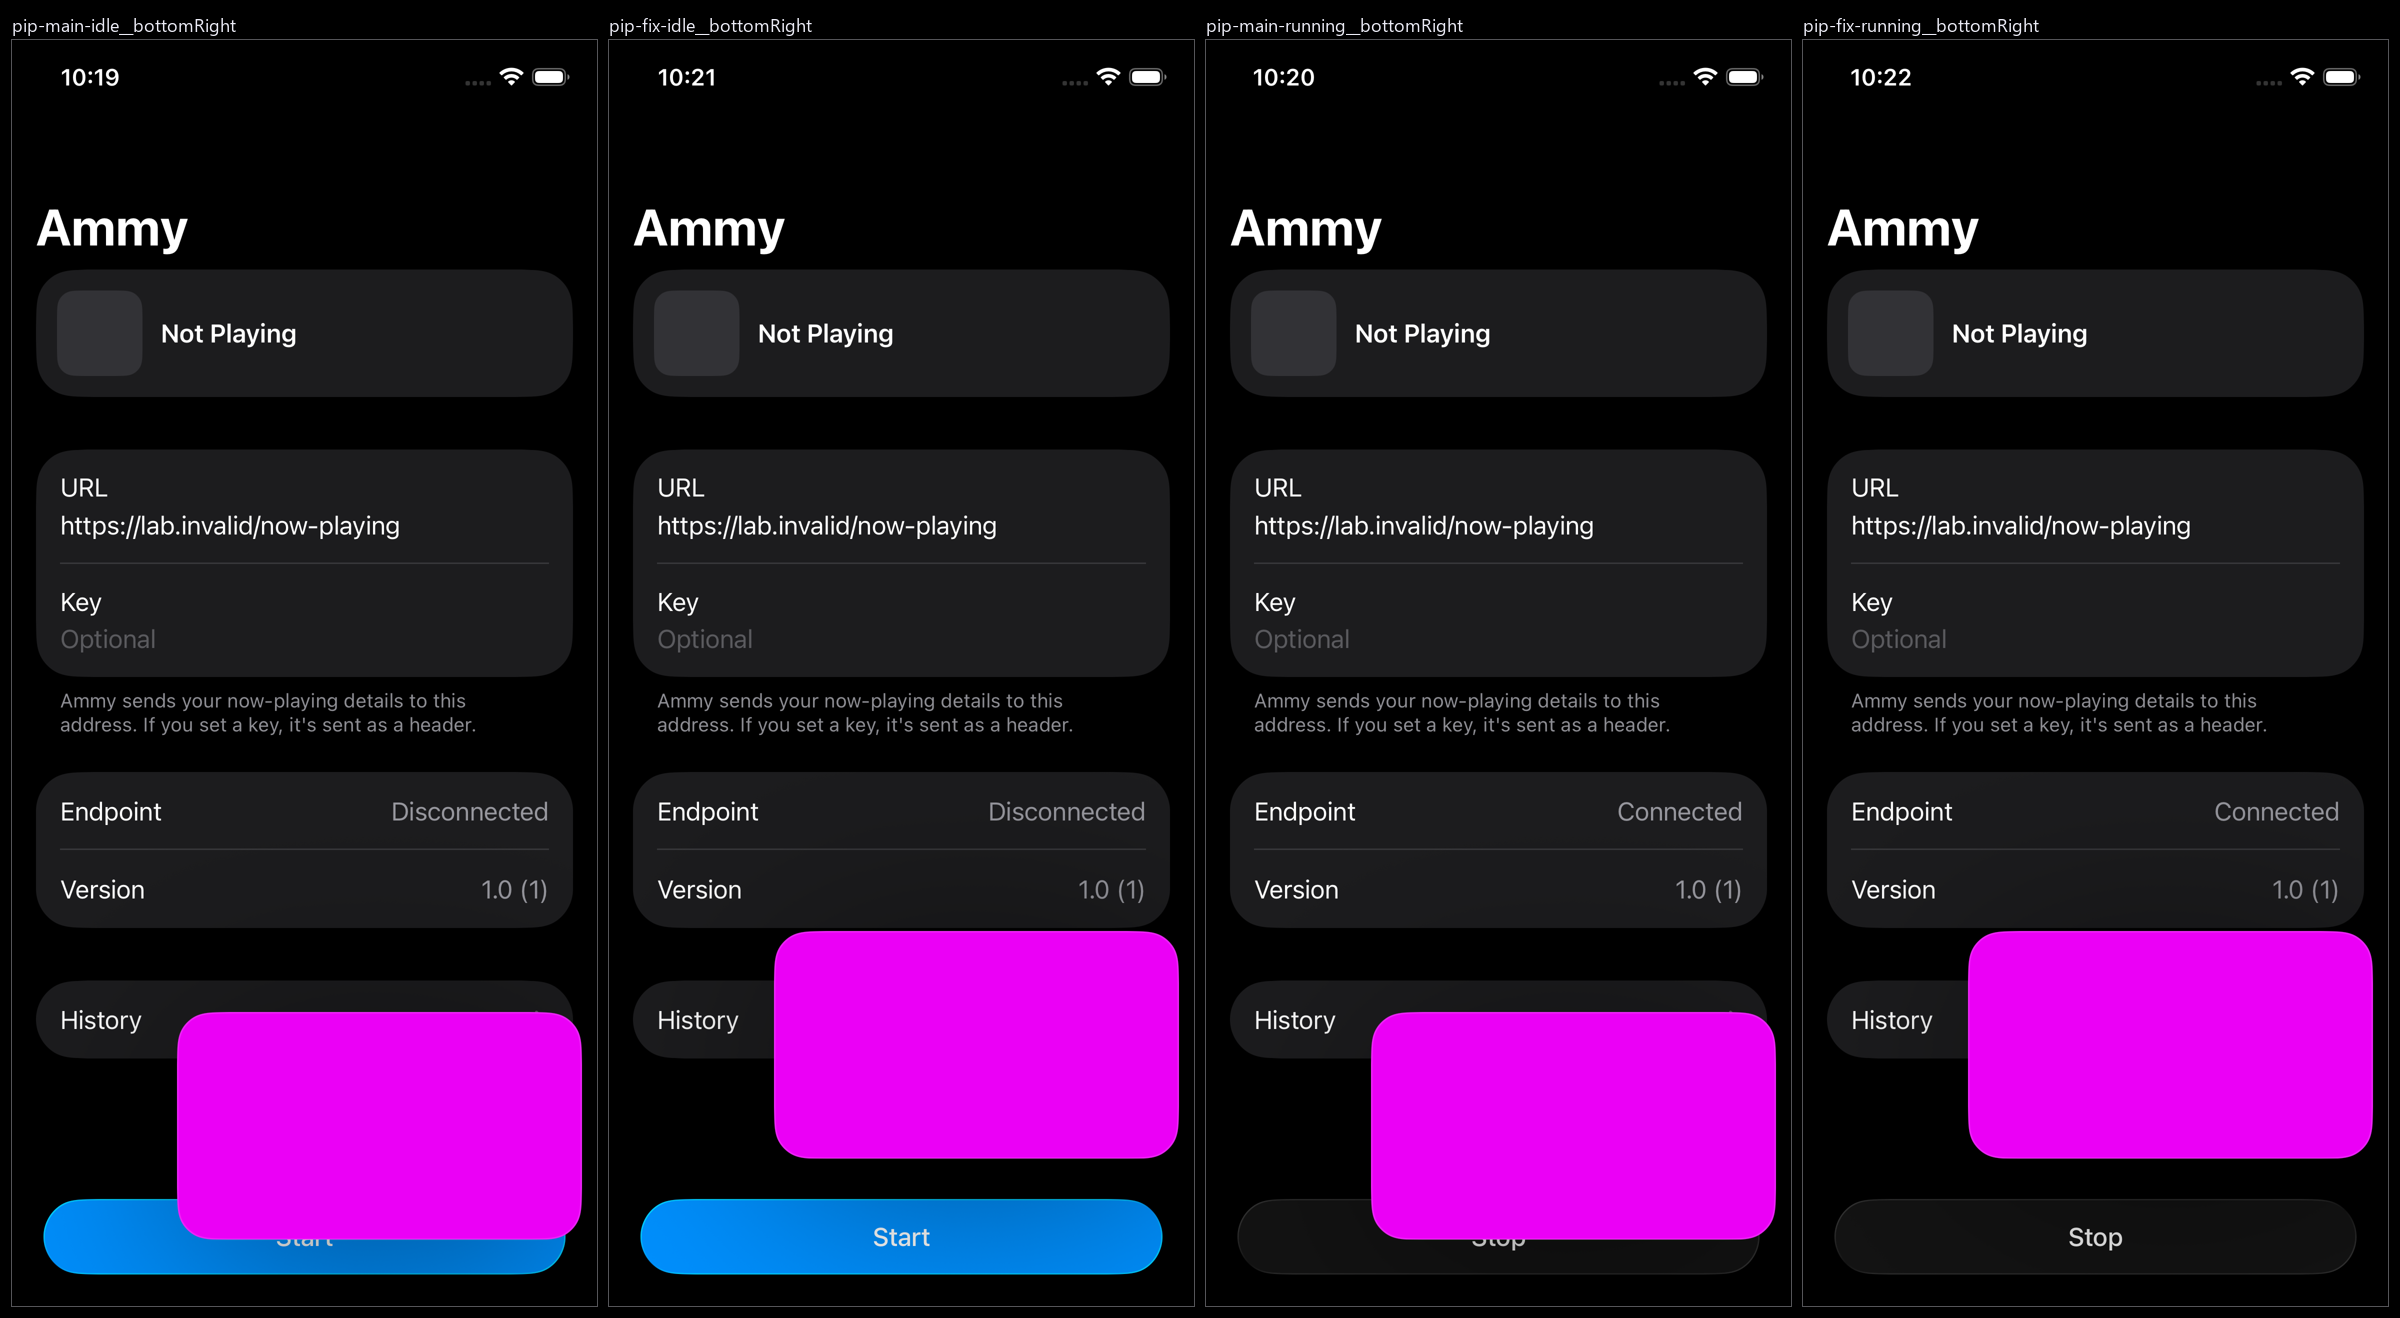 pip-main-idle__bottomRight
10:19
Ammy
Not Playing
URL
https://lab.invalid/now-playing
Key
Optional
Ammy sends your now-playing details to this
address. If you set a key, it's sent as a header.
Endpoint Disconnected
Version 1.0 (1)
History
Start
pip-fix-idle__bottomRight
10:21
Ammy
Not Playing
URL
https://lab.invalid/now-playing
Key
Optional
Ammy sends your now-playing details to this
address. If you set a key, it's sent as a header.
Endpoint Disconnected
Version 1.0 (1)
History
Start
pip-main-running__bottomRight
10:20
Ammy
Not Playing
URL
https://lab.invalid/now-playing
Key
Optional
Ammy sends your now-playing details to this
address. If you set a key, it's sent as a header.
Endpoint Connected
Version 1.0 (1)
History
Stop
pip-fix-running__bottomRight
10:22
Ammy
Not Playing
URL
https://lab.invalid/now-playing
Key
Optional
Ammy sends your now-playing details to this
address. If you set a key, it's sent as a header.
Endpoint Connected
Version 1.0 (1)
History
Stop